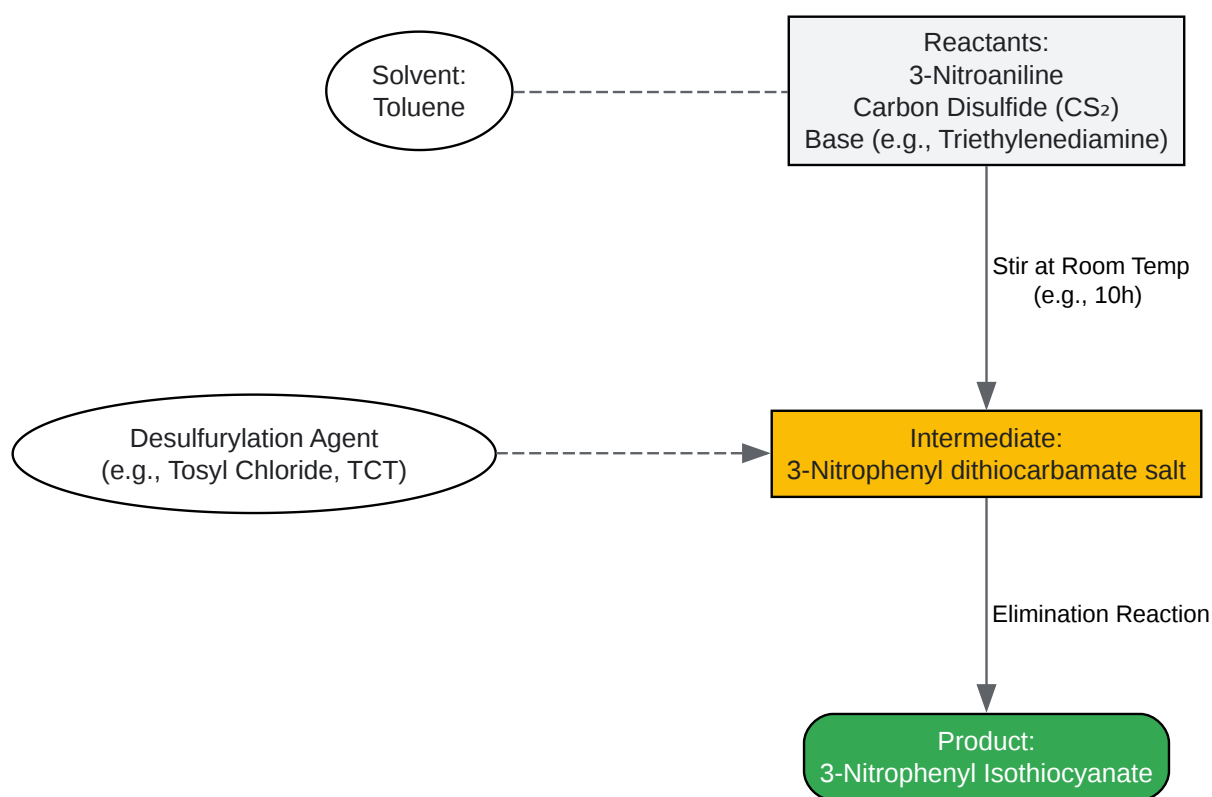 Solvent:
Toluene
Reactants:
3-Nitroaniline
Carbon Disulfide (CS₂)
Base (e.g., Triethylenediamine)
Stir at Room Temp
(e.g., 10h)
Desulfurylation Agent
(e.g., Tosyl Chloride, TCT)
Intermediate:
3-Nitrophenyl dithiocarbamate salt
Elimination Reaction
Product:
3-Nitrophenyl Isothiocyanate